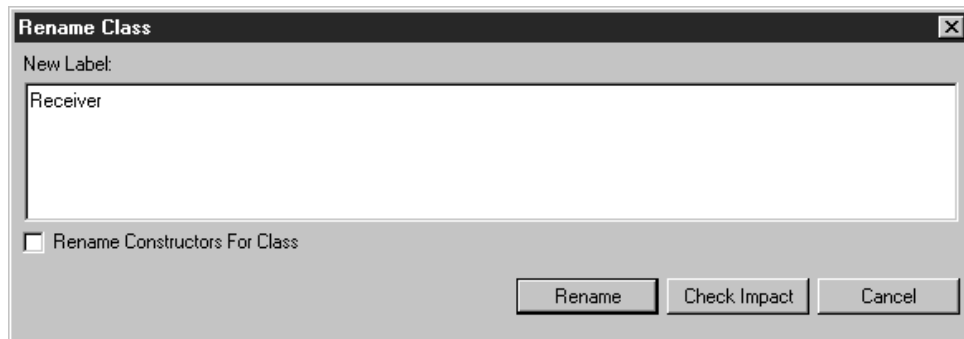 Rename Class
New Label:
Receiver
Rename Constructors For Class
Rename Check Impact Cancel